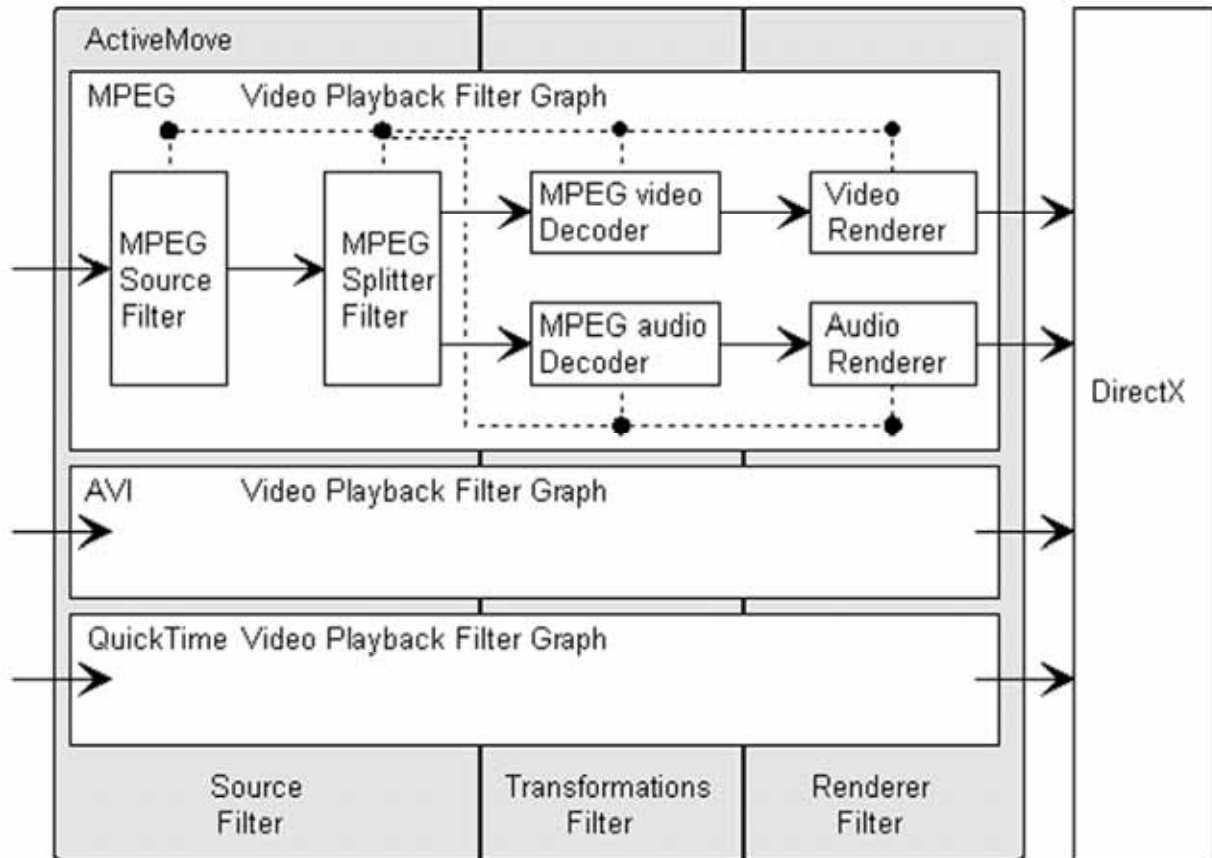 ActiveMove
MPEG Video Playback Filter Graph
MPEG
Source
Filter
MPEG
Splitter
Filter
MPEG video
Decoder
Video
Renderer
MPEG audio
Decoder
Audio
Renderer
DirectX
AVI Video Playback Filter Graph
QuickTime Video Playback Filter Graph
Source
Filter
Transformations
Filter
Renderer
Filter